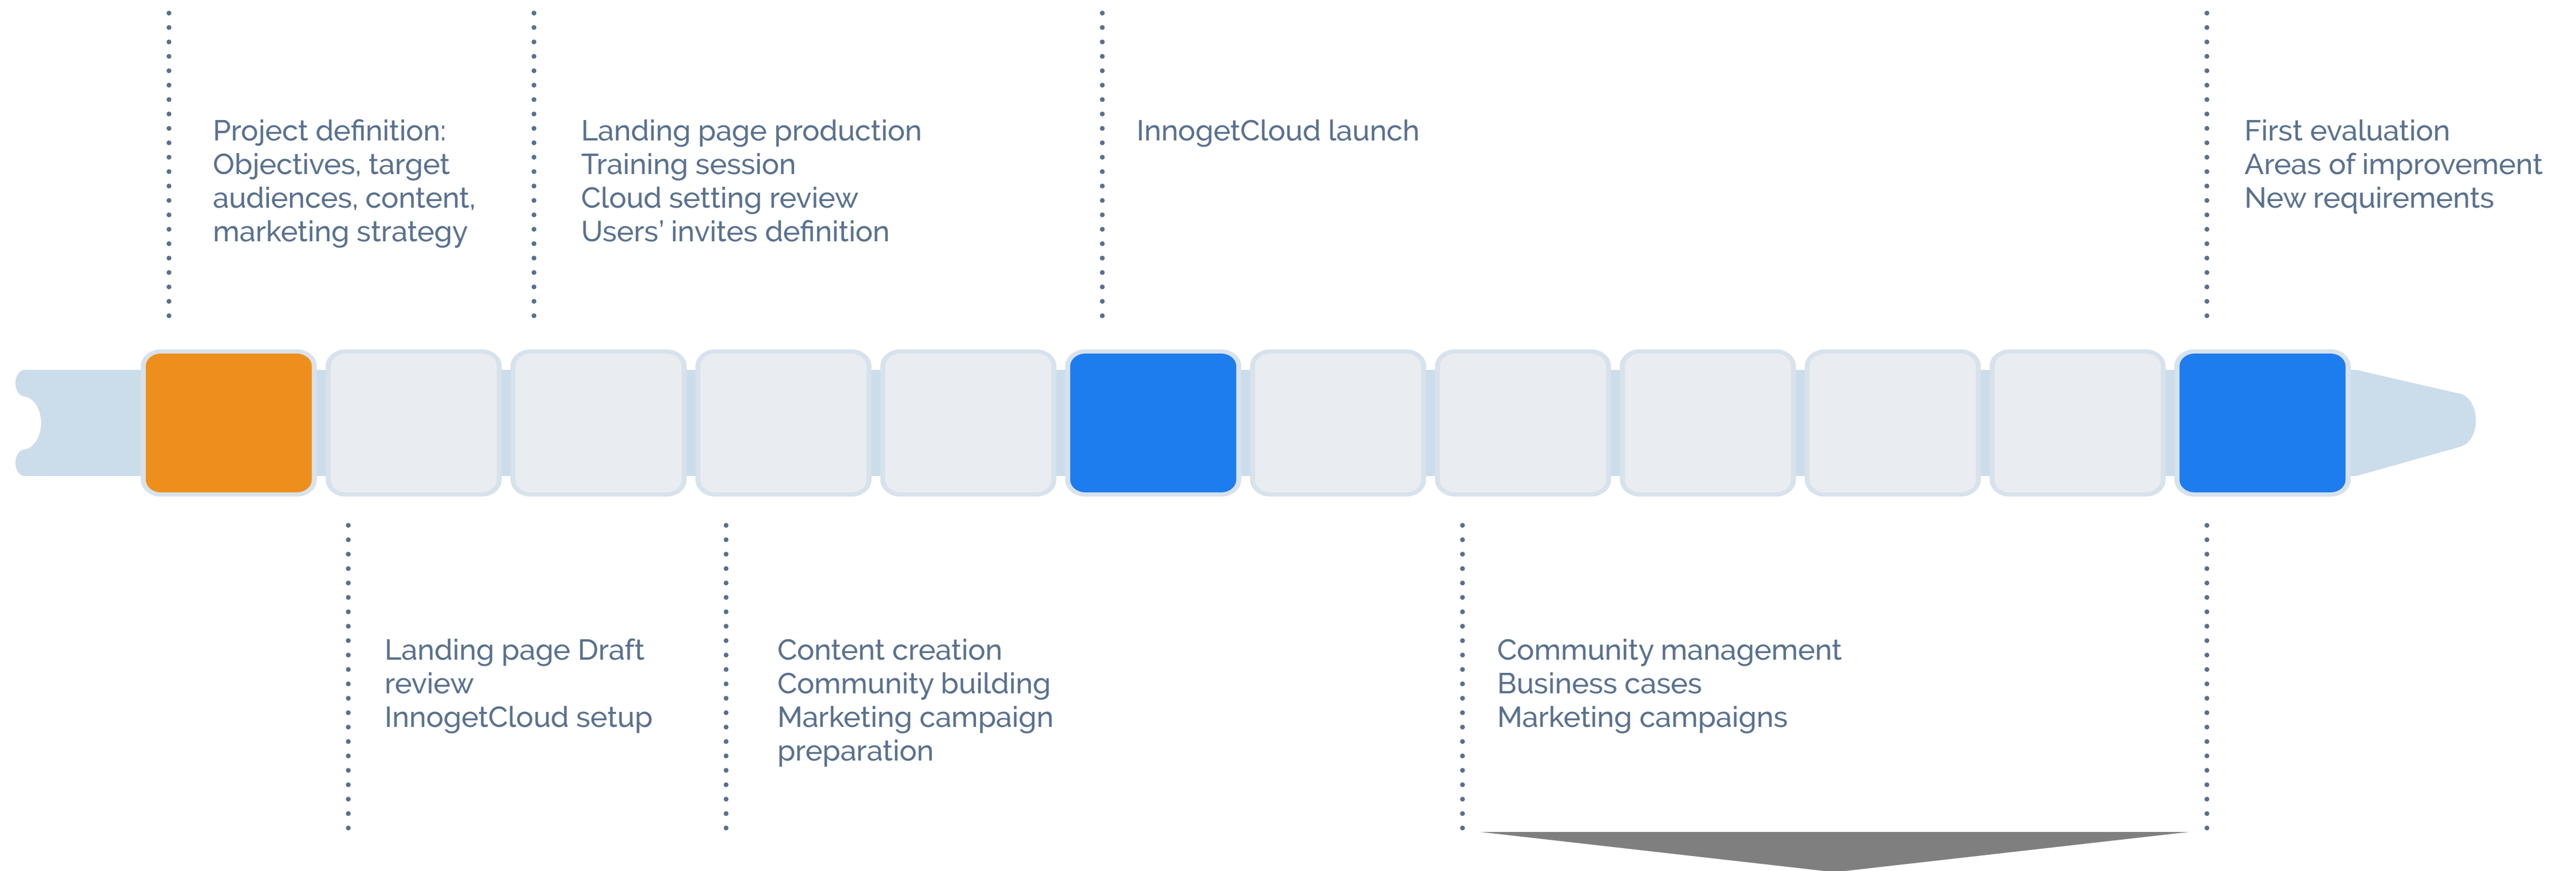 Project definition:
Objectives, target
audiences, content,
marketing strategy
Landing page production
Training session
Cloud setting review
Users’ invites definition
InnogetCloud launch
First evaluation
Areas of improvement
New requirements
Landing page Draft
review
InnogetCloud setup
Content creation
Community building
Marketing campaign
preparation
Community management
Business cases
Marketing campaigns